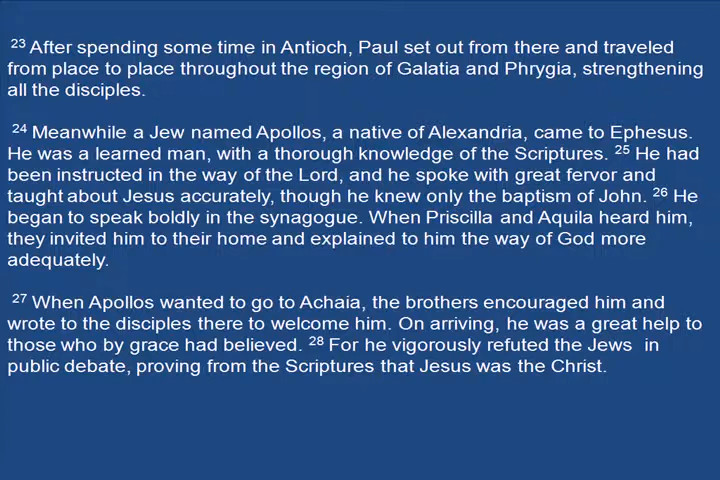 23 After spending some time in Antioch, Paul set out from there and traveled
from place to place throughout the region of Galatia and Phrygia, strengthening
all the disciples.
24 Meanwhile a Jew named Apollos, a native of Alexandria, came to Ephesus.
He was a learned man, with a thorough knowledge of the Scriptures. 25 He had
been instructed in the way of the Lord, and he spoke with great fervor and
taught about Jesus accurately, though he knew only the baptism of John. 26 He
began to speak boldly in the synagogue. When Priscilla and Aquila heard him,
they invited him to their home and explained to him the way of God more
adequately.
27 When Apollos wanted to go to Achaia, the brothers encouraged him and
wrote to the disciples there to welcome him. On arriving, he was a great help to
those who by grace had believed. 28 For he vigorously refuted the Jews in
public debate, proving from the Scriptures that Jesus was the Christ.